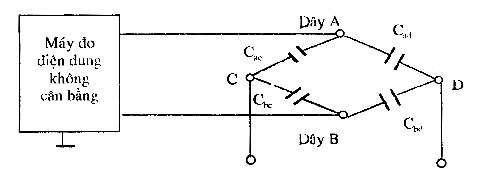 Dây A
C_ad
Máy đo
điện dung
không
cân bằng
C_ac
C
D
C_bc
C_bd
Dây B